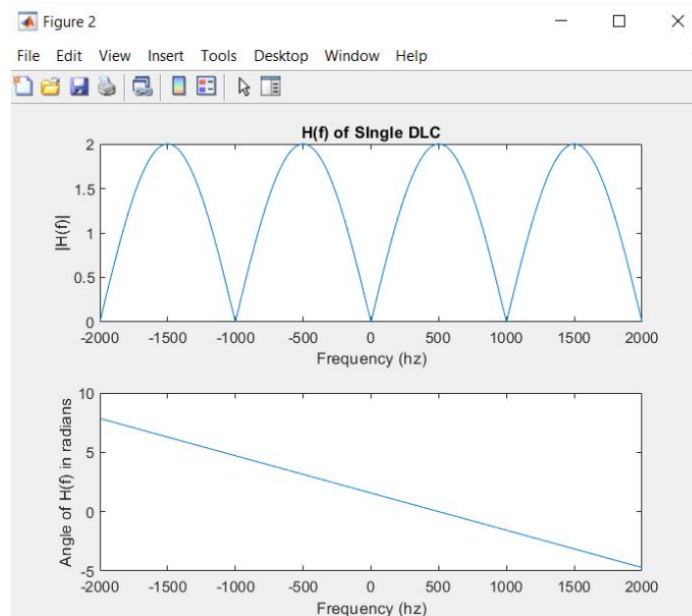 Figure 2
File Edit View Insert Tools Desktop Window Help
H(f) of SIngle DLC
|H(f)|
2
1.5
1
0.5
0
-2000 -1500 -1000 -500 0 500 1000 1500 2000
Frequency (hz)
Angle of H(f) in radians
10
5
0
-5
-2000 -1500 -1000 -500 0 500 1000 1500 2000
Frequency (hz)